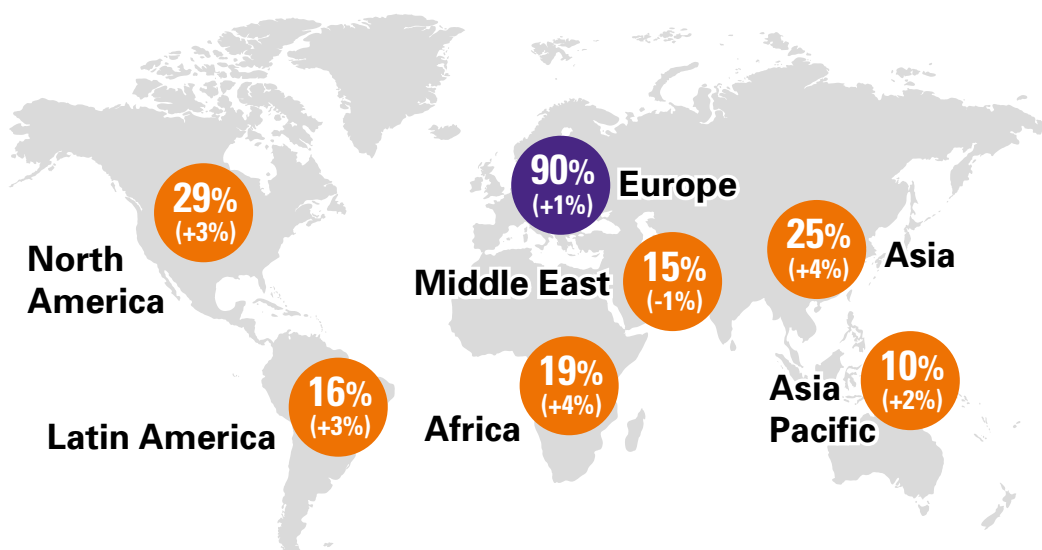 90%
(+1%)
Europe
29%
(+3%)
North
America
25%
(+4%)
Asia
Middle East
15%
(-1%)
16%
(+3%)
Latin America
19%
(+4%)
Africa
10%
(+2%)
Asia
Pacific